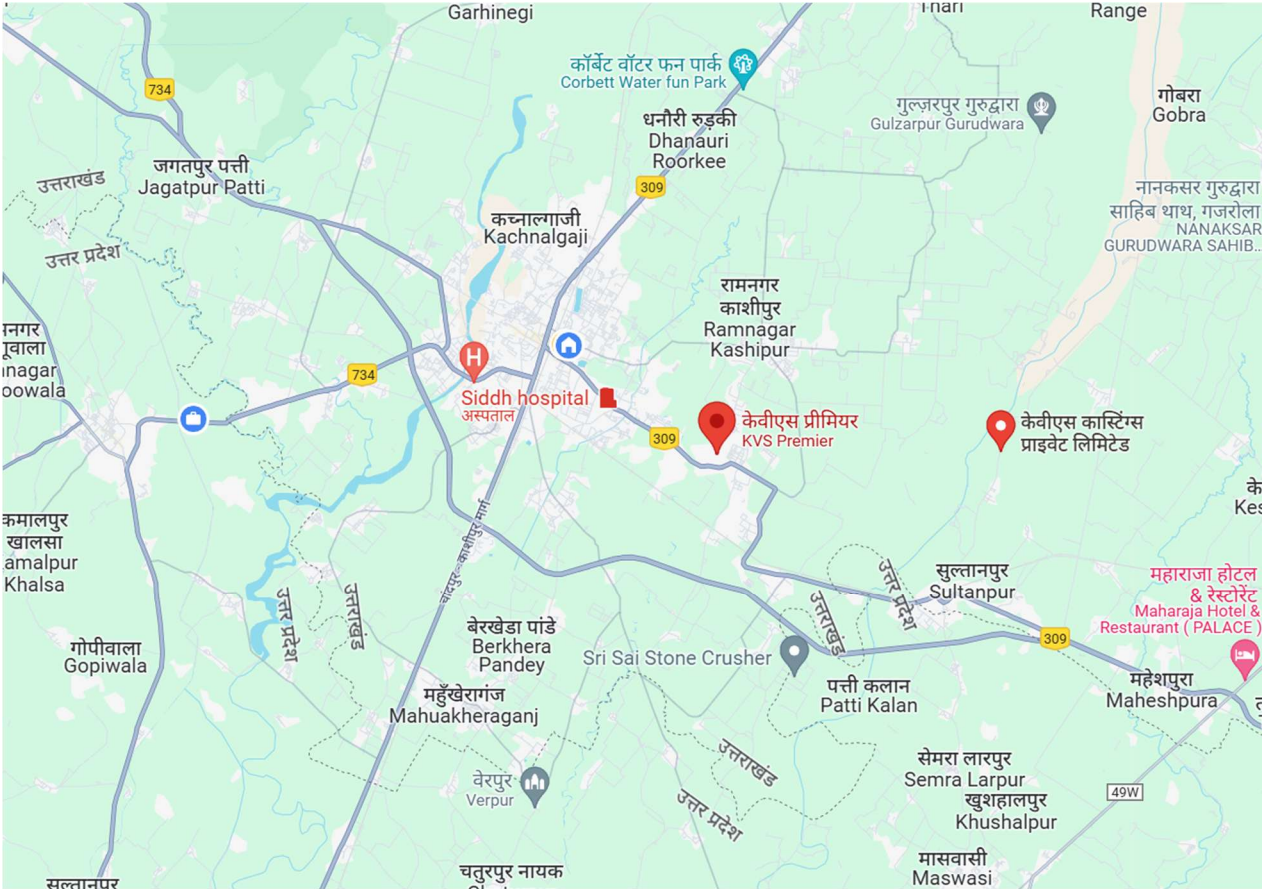 Garhinegi
Thari
Range
कॉर्बेट वॉटर फन पार्क
Corbett Water fun Park
734
गुल्ज़रपुर गुरुद्वारा
Gulzarpur Gurudwara
गोबरा
Gobra
धनौरी रुड़की
Dhanauri
Roorkee
जगतपुर पत्ती
Jagatpur Patti
309
उत्तराखंड
उत्तर प्रदेश
नानकसर गुरुद्वारा
साहिब थाथ, गजरोला
NANAKSAR
GURUDWARA SAHIB...
कच्नाल्गाजी
Kachnalgaji
रामनगर
काशीपुर
Ramnagar
Kashipur
734
H
Siddh hospital
अस्पताल
309
केवीएस प्रीमियर
KVS Premier
केवीएस कास्टिंग्स
प्राइवेट लिमिटेड
खालसा
Khalsa
बांदपुर-काशीपुर मार्ग
उत्तर प्रदेश
उत्तराखंड
सुल्तानपुर
Sultanpur
उत्तर प्रदेश
उत्तराखंड
महाराजा होटल
& रेस्टोरेंट
Maharaja Hotel &
Restaurant ( PALACE )
309
गोपीवाला
Gopiwala
बेरखेडा पांडे
Berkhera
Pandey
Sri Sai Stone Crusher
महुँखेरागंज
Mahuakheraganj
पत्ती कलान
Patti Kalan
महेशपुरा
Maheshpura
उत्तराखंड
उत्तर प्रदेश
वेरपुर
Verpur
सेमरा लारपुर
Semra Larpur
49W
खुशहालपुर
Khushalpur
मासवासी
Maswasi
चतुरपुर नायक
सुल्तानपुर